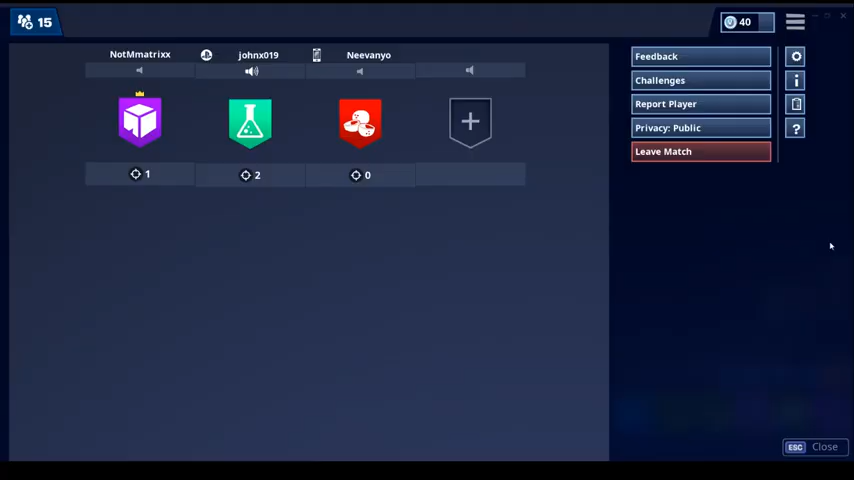 15
40
NotMmatrixx
johnx019
Neevanyo
1
2
0
Feedback
Challenges
Report Player
Privacy: Public
Leave Match
ESC Close